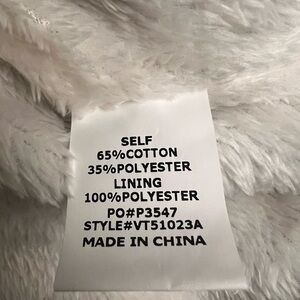 SELF
65%COTTON
35%POLYESTER
LINING
100%POLYESTER
PO#P3547
STYLE#VT51023A
MADE IN CHINA